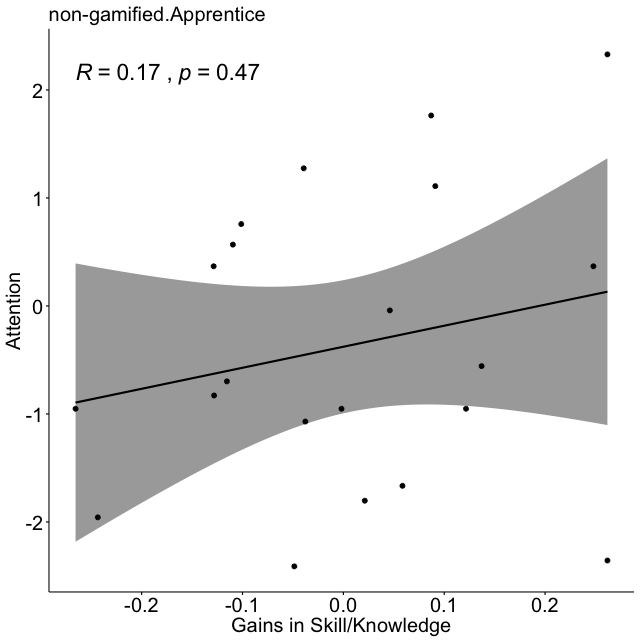 non-gamified.Apprentice
R = 0.17 , p = 0.47
2
1
0
-1
-2
Attention
-0.2 -0.1 0.0 0.1 0.2
Gains in Skill/Knowledge